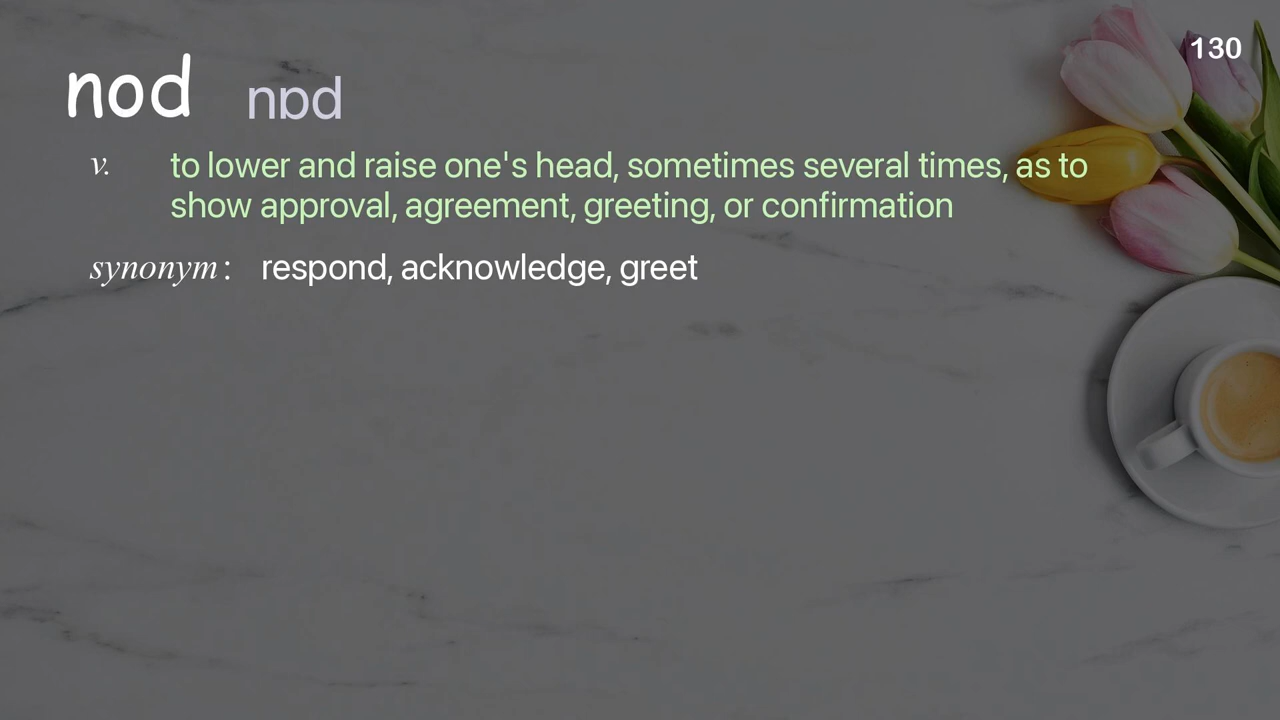 130
nod nɒd
v. to lower and raise one's head, sometimes several times, as to
show approval, agreement, greeting, or confirmation
synonym: respond, acknowledge, greet